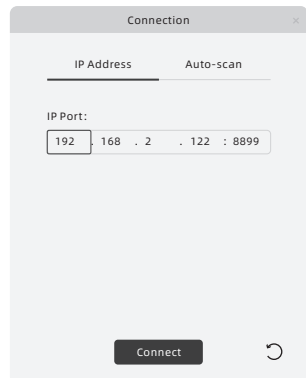 Connection ×
IP Address Auto-scan
IP Port:
192 . 168 . 2 . 122 : 8899
Connect